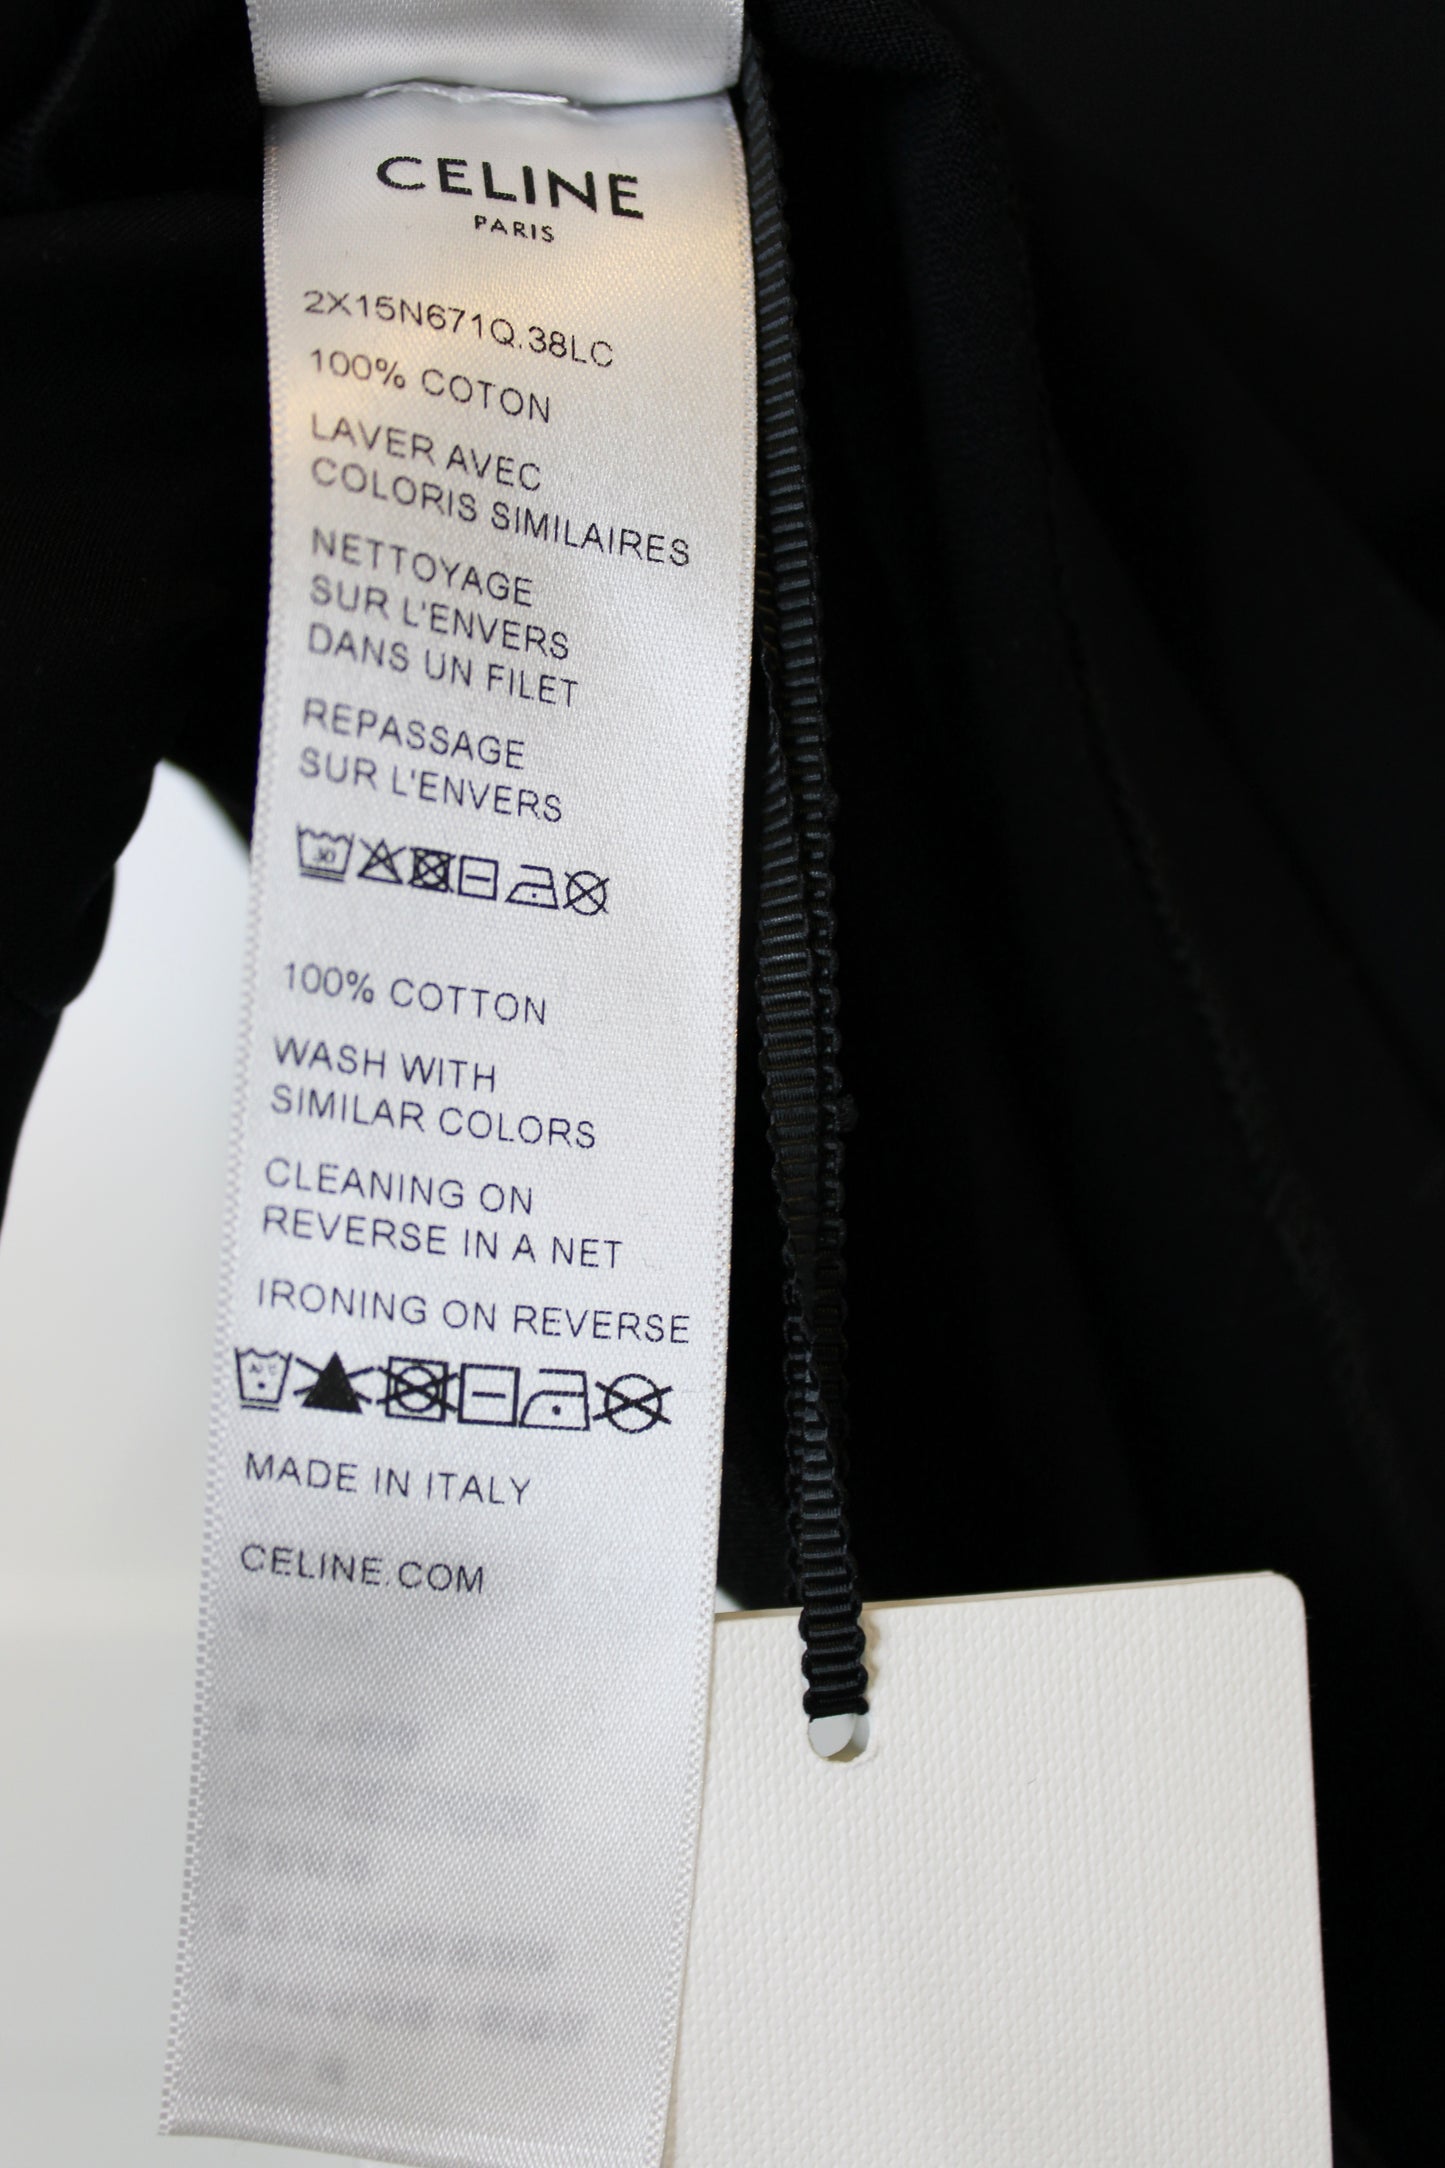 CELINE
PARIS
2X15N671Q.38LC
100% COTON
LAVER AVEC
COLORIS SIMILAIRES
NETTOYAGE
SUR L'ENVERS
DANS UN FILET
REPASSAGE
SUR L'ENVERS
30
100% COTTON
WASH WITH
SIMILAR COLORS
CLEANING ON
REVERSE IN A NET
IRONING ON REVERSE
MADE IN ITALY
CELINE.COM